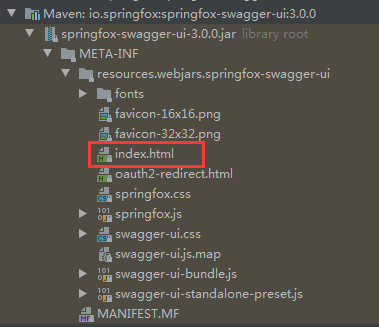 Maven: io.springfox:springfox-swagger-ui:3.0.0
springfox-swagger-ui-3.0.0.jar library root
META-INF
resources.webjars.springfox-swagger-ui
fonts
favicon-16x16.png
favicon-32x32.png
index.html
oauth2-redirect.html
springfox.css
springfox.js
swagger-ui.css
swagger-ui.js.map
swagger-ui-bundle.js
swagger-ui-standalone-preset.js
MANIFEST.MF